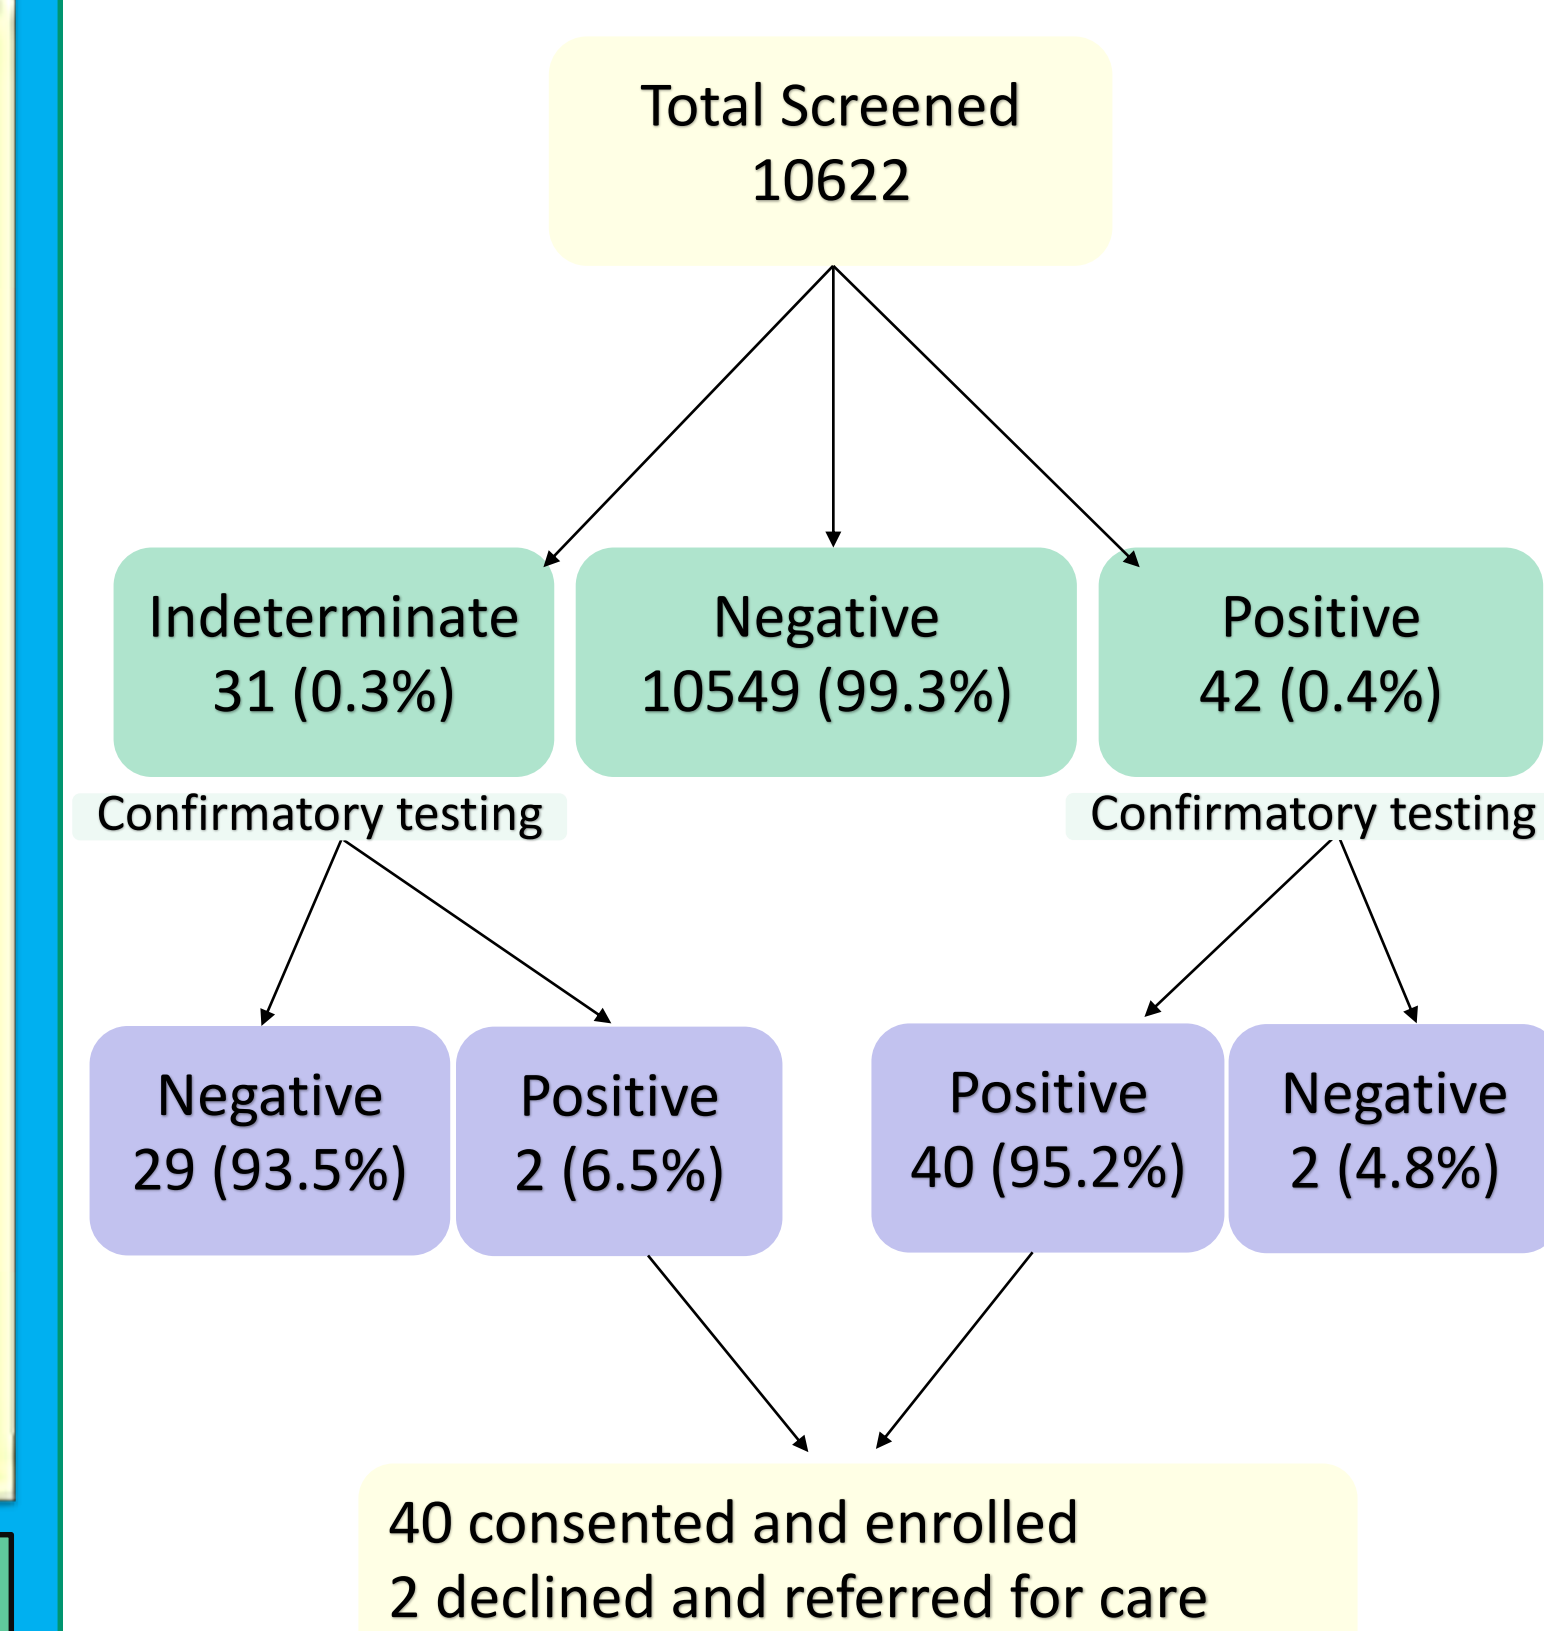 Total Screened
10622
Indeterminate
31 (0.3%)
Negative
10549 (99.3%)
Positive
42 (0.4%)
Confirmatory testing
Confirmatory testing
Negative
29 (93.5%)
Positive
2 (6.5%)
Positive
40 (95.2%)
Negative
2 (4.8%)
40 consented and enrolled
2 declined and referred for care